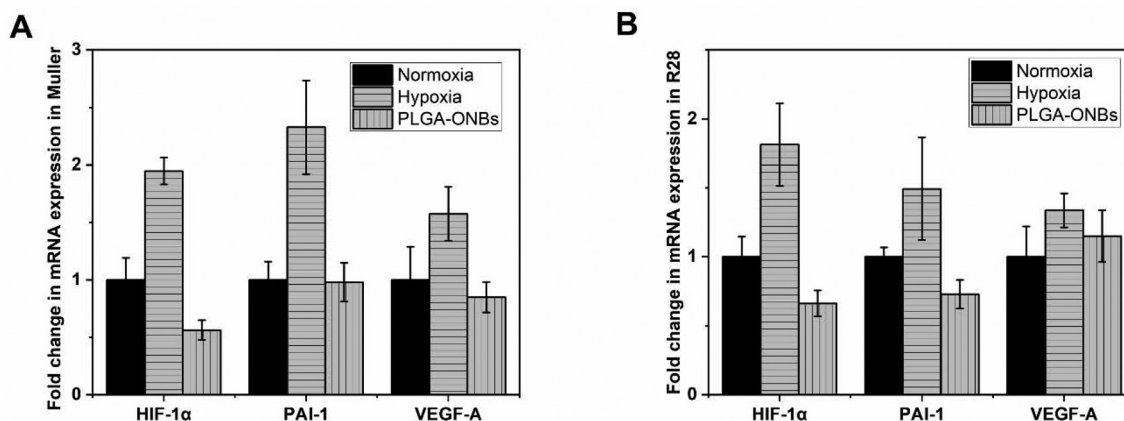 A
Fold change in mRNA expression in Muller
3
2
1
0
Normoxia
Hypoxia
PLGA-ONBs
HIF-1α PAI-1 VEGF-A
B
Fold change in mRNA expression in R28
2
1
0
Normoxia
Hypoxia
PLGA-ONBs
HIF-1α PAI-1 VEGF-A